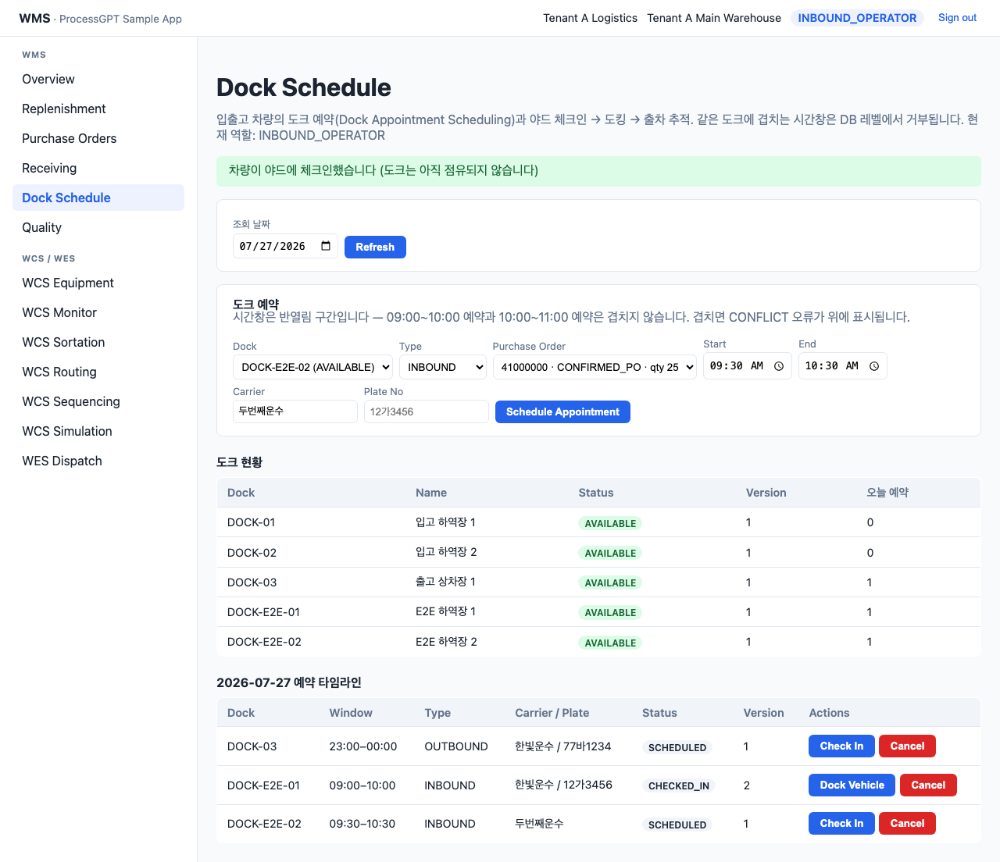 WMS · ProcessGPT Sample App
Tenant A Logistics Tenant A Main Warehouse INBOUND_OPERATOR Sign out
WMS
Overview
Replenishment
Purchase Orders
Receiving
Dock Schedule
Quality
WCS / WES
WCS Equipment
WCS Monitor
WCS Sortation
WCS Routing
WCS Sequencing
WCS Simulation
WES Dispatch
Dock Schedule
입출고 차량의 도크 예약(Dock Appointment Scheduling)과 야드 체크인 → 도킹 → 출차 추적. 같은 도크에 겹치는 시간창은 DB 레벨에서 거부됩니다. 현
재 역할: INBOUND_OPERATOR
차량이 야드에 체크인했습니다 (도크는 아직 점유되지 않습니다)
조회 날짜
07/27/2026 Refresh
도크 예약
시간창은 반열림 구간입니다 — 09:00~10:00 예약과 10:00~11:00 예약은 겹치지 않습니다. 겹치면 CONFLICT 오류가 위에 표시됩니다.
Dock Type Purchase Order Start End
DOCK-E2E-02 (AVAILABLE) INBOUND 41000000 · CONFIRMED_PO · qty 25 09:30 AM 10:30 AM
Carrier Plate No
두번째운수 12가3456 Schedule Appointment
도크 현황
Dock Name Status Version 오늘 예약
DOCK-01 입고 하역장 1 AVAILABLE 1 0
DOCK-02 입고 하역장 2 AVAILABLE 1 0
DOCK-03 출고 상차장 1 AVAILABLE 1 1
DOCK-E2E-01 E2E 하역장 1 AVAILABLE 1 1
DOCK-E2E-02 E2E 하역장 2 AVAILABLE 1 1
2026-07-27 예약 타임라인
Dock Window Type Carrier / Plate Status Version Actions
DOCK-03 23:00–00:00 OUTBOUND 한빛운수 / 77바1234 SCHEDULED 1 Check In Cancel
DOCK-E2E-01 09:00–10:00 INBOUND 한빛운수 / 12가3456 CHECKED_IN 2 Dock Vehicle Cancel
DOCK-E2E-02 09:30–10:30 INBOUND 두번째운수 SCHEDULED 1 Check In Cancel